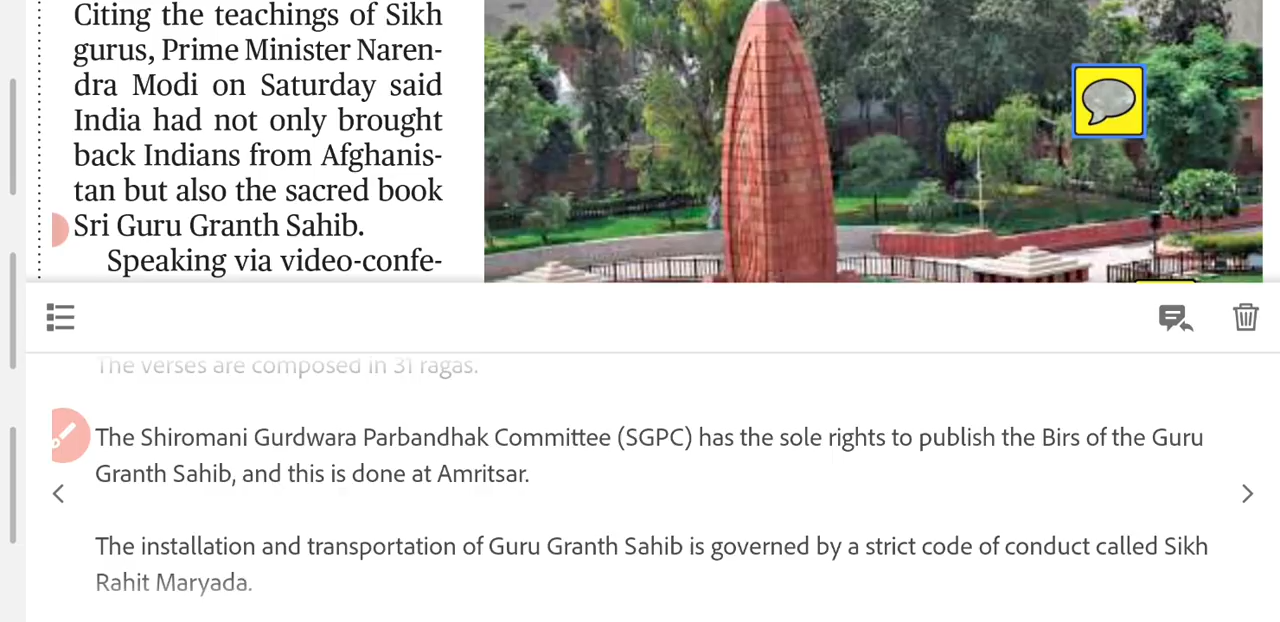 Citing the teachings of Sikh
gurus, Prime Minister Naren-
dra Modi on Saturday said
India had not only brought
back Indians from Afghanis-
tan but also the sacred book
Sri Guru Granth Sahib.
Speaking via video-confe-
The verses are composed in 31 ragas.
The Shiromani Gurdwara Parbandhak Committee (SGPC) has the sole rights to publish the Birs of the Guru
Granth Sahib, and this is done at Amritsar.
The installation and transportation of Guru Granth Sahib is governed by a strict code of conduct called Sikh
Rahit Maryada.